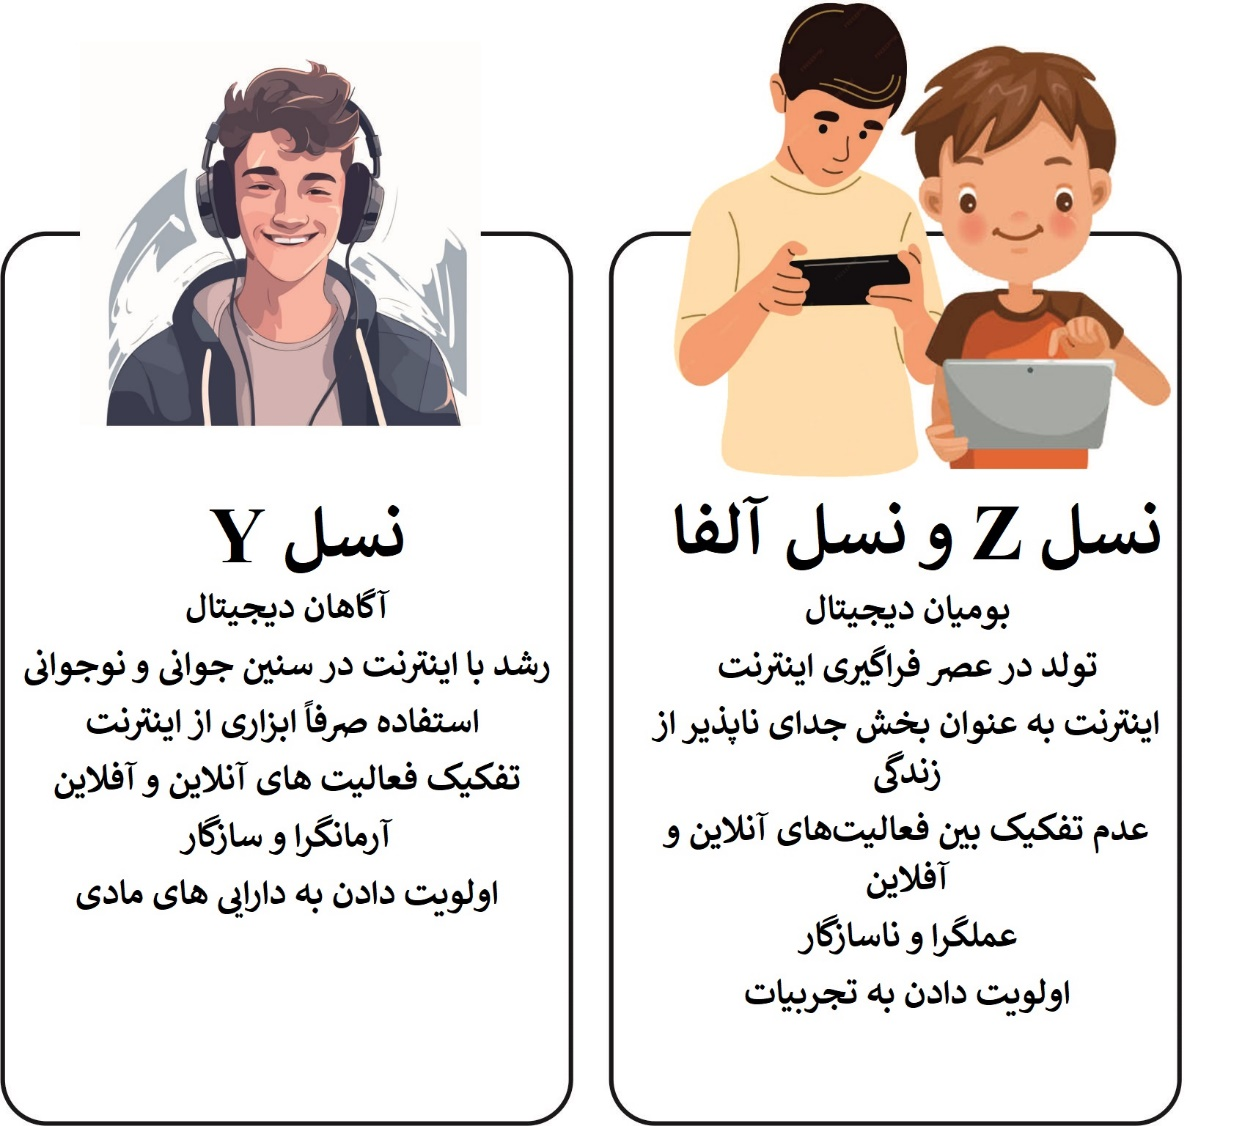 نسل Z و نسل آلفا
بومیان دیجیتال
تولد در عصر فراگیری اینترنت
اینترنت به عنوان بخش جدای ناپذیر از
زندگی
عدم تفکیک بین فعالیت‌های آنلاین و
آفلاین
عملگرا و ناسازگار
اولویت دادن به تجربیات
نسل Y
آگاهان دیجیتال
رشد با اینترنت در سنین جوانی و نوجوانی
استفاده صرفاً ابزاری از اینترنت
تفکیک فعالیت های آنلاین و آفلاین
آرمانگرا و سازگار
اولویت دادن به دارایی های مادی